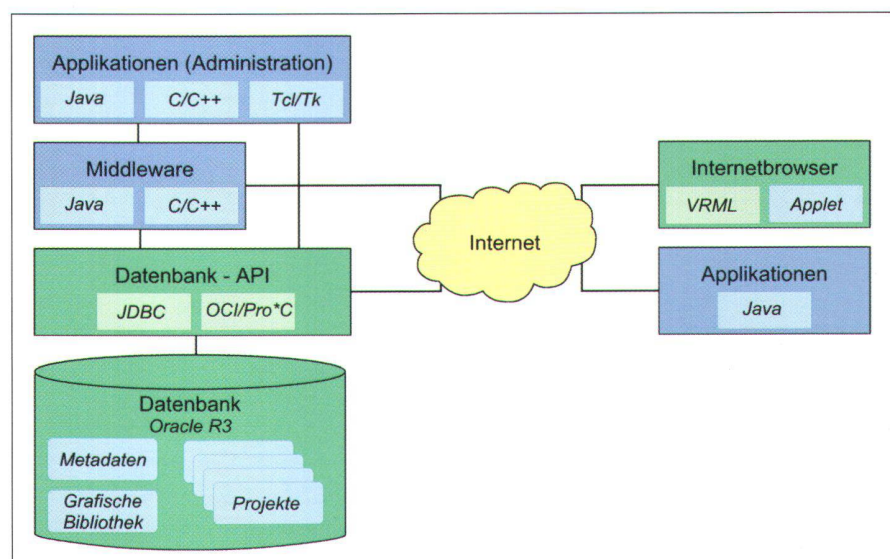 Applikationen (Administration)
Java C/C++ Tcl/Tk
Middleware
Java C/C++
Datenbank - API
JDBC OCI/Pro*C
Datenbank
Oracle R3
Metadaten
Grafische
Bibliothek
Projekte
Internet
Internetbrowser
VRML Applet
Applikationen
Java